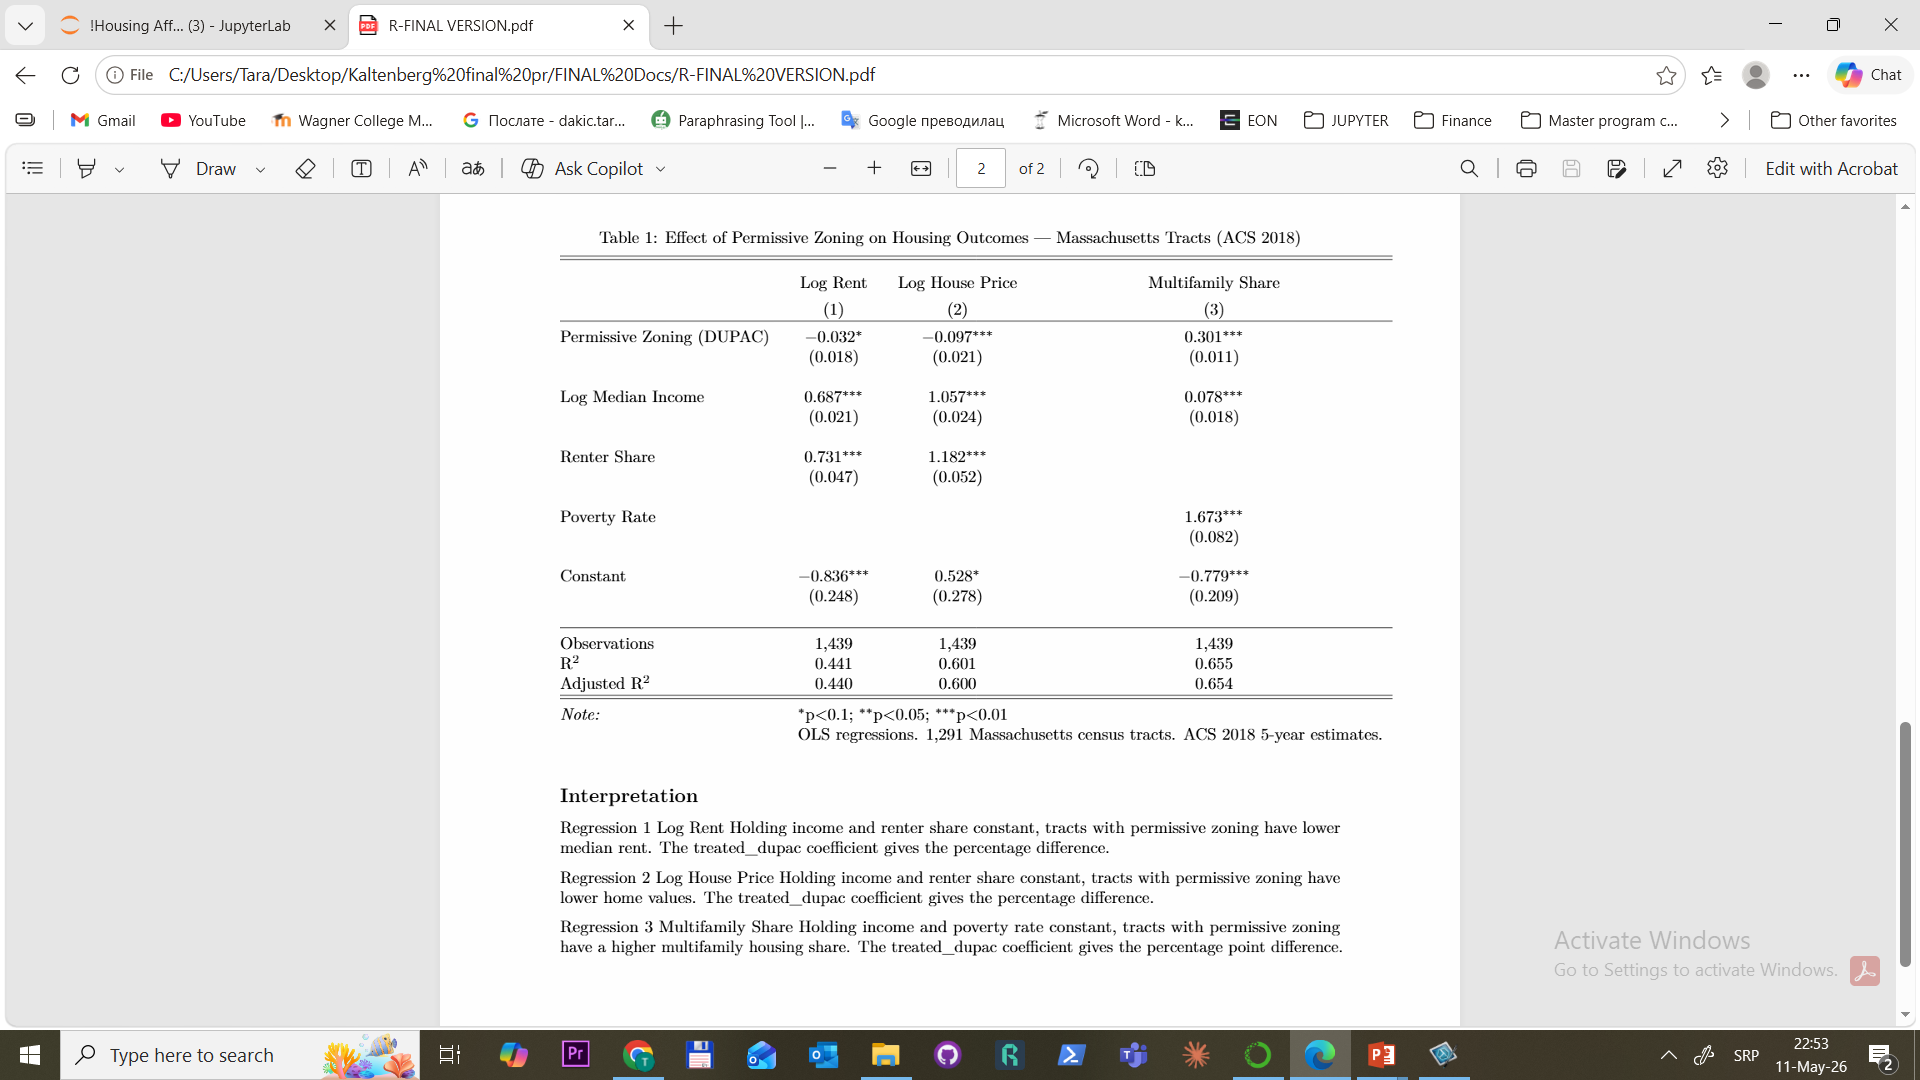 !Housing Aff... (3) - JupyterLab
R-FINAL VERSION.pdf
File C:/Users/Tara/Desktop/Kaltenberg%20final%20pr/FINAL%20Docs/R-FINAL%20VERSION.pdf
Chat
Gmail
YouTube
Wagner College M...
Послате - dakic.tar...
Paraphrasing Tool |...
Google преводилац
Microsoft Word - k...
EON
JUPYTER
Finance
Master program c...
Other favorites
Draw
Ask Copilot
2 of 2
Edit with Acrobat
Table 1: Effect of Permissive Zoning on Housing Outcomes — Massachusetts Tracts (ACS 2018)
Log Rent Log House Price Multifamily Share
(1) (2) (3)
Permissive Zoning (DUPAC) −0.032* −0.097*** 0.301***
(0.018) (0.021) (0.011)
Log Median Income 0.687*** 1.057*** 0.078***
(0.021) (0.024) (0.018)
Renter Share 0.731*** 1.182***
(0.047) (0.052)
Poverty Rate 1.673***
(0.082)
Constant −0.836*** 0.528* −0.779***
(0.248) (0.278) (0.209)
Observations 1,439 1,439 1,439
R2 0.441 0.601 0.655
Adjusted R2 0.440 0.600 0.654
Note: *p<0.1; **p<0.05; ***p<0.01
OLS regressions. 1,291 Massachusetts census tracts. ACS 2018 5-year estimates.
Interpretation
Regression 1 Log Rent Holding income and renter share constant, tracts with permissive zoning have lower
median rent. The treated_dupac coefficient gives the percentage difference.
Regression 2 Log House Price Holding income and renter share constant, tracts with permissive zoning have
lower home values. The treated_dupac coefficient gives the percentage difference.
Regression 3 Multifamily Share Holding income and poverty rate constant, tracts with permissive zoning
have a higher multifamily housing share. The treated_dupac coefficient gives the percentage point difference.
Activate Windows
Go to Settings to activate Windows.
Type here to search
SRP
22:53
11-May-26
2